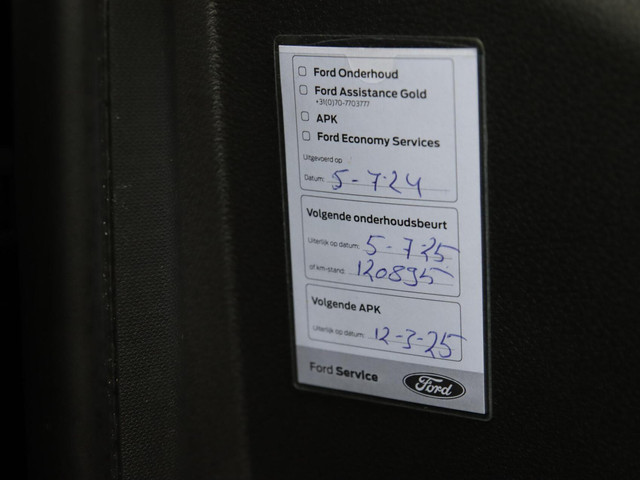 Ford Onderhoud
Ford Assistance Gold
+31(0)70-7703777
APK
Ford Economy Services
Uitgevoerd op
Datum: 5-7-24
Volgende onderhoudsbeurt
Uiterlijk op datum: 5-7-25
of km-stand: 120895
Volgende APK
Uiterlijk op datum: 12-3-25
Ford Service
Ford